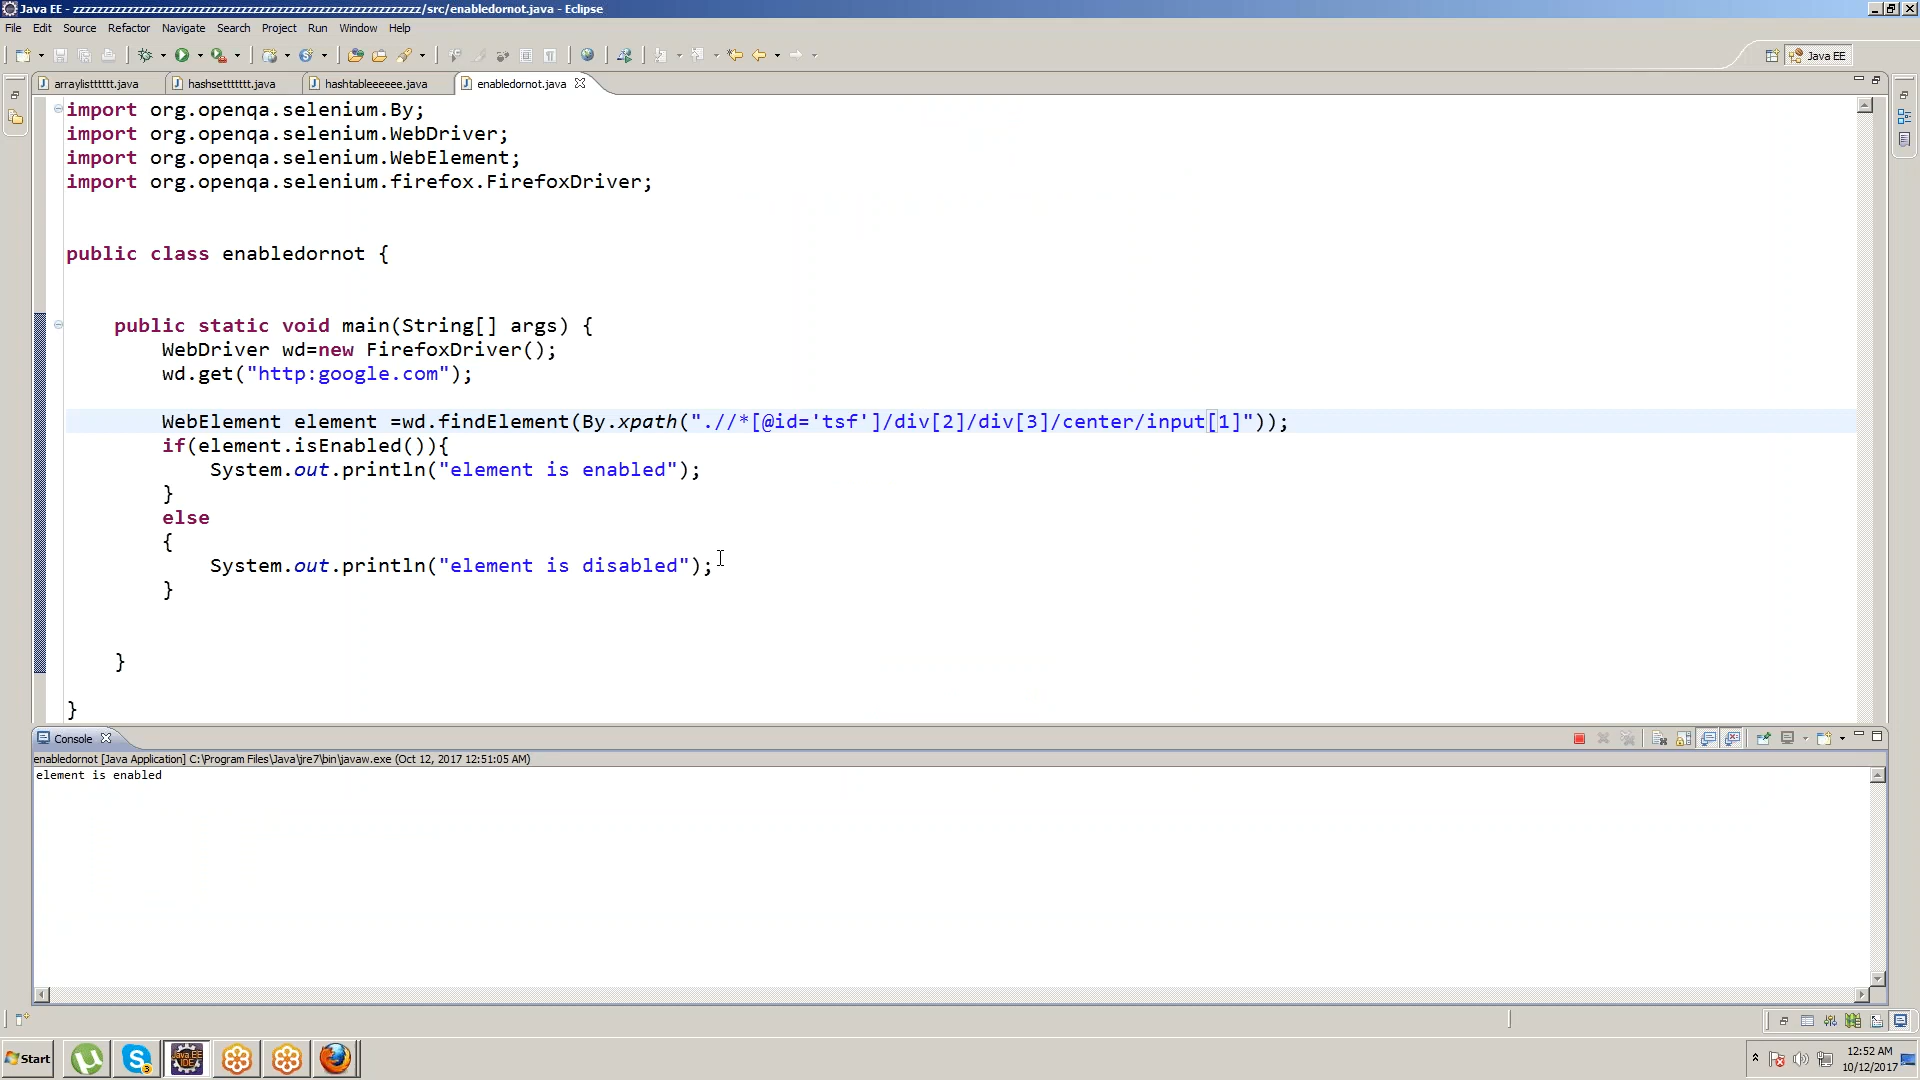 Java EE - zzzzzzzzzzzzzzzzzzzzzzzzzzzzzzzzzzzzzzzzzzzzzzzzzzzzzzzzzz/src/enabledornot.java - Eclipse
File Edit Source Refactor Navigate Search Project Run Window Help
Java EE
arraylistttttt.java hashsettttttt.java hashtableeeeee.java enabledornot.java
import org.openqa.selenium.By;
import org.openqa.selenium.WebDriver;
import org.openqa.selenium.WebElement;
import org.openqa.selenium.firefox.FirefoxDriver;
public class enabledornot {
public static void main(String[] args) {
WebDriver wd=new FirefoxDriver();
wd.get("http:google.com");
WebElement element =wd.findElement(By.xpath(".//*[@id='tsf']/div[2]/div[3]/center/input[1]"));
if(element.isEnabled()){
System.out.println("element is enabled");
}
else
{
System.out.println("element is disabled");
}
}
}
Console
enabledornot [Java Application] C:\Program Files\Java\jre7\bin\javaw.exe (Oct 12, 2017 12:51:05 AM)
element is enabled
Start
Java EE
IDE
3
12:52 AM
10/12/2017